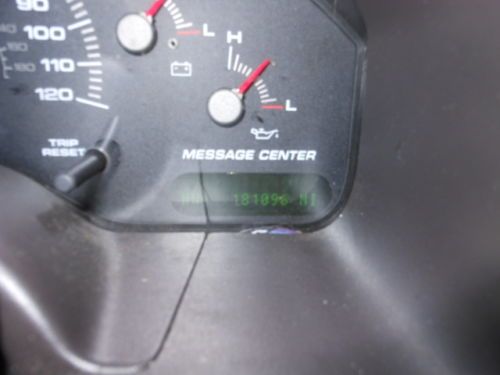 90
100
110
120
L
H
L
TRIP
RESET
MESSAGE CENTER
181096 MI